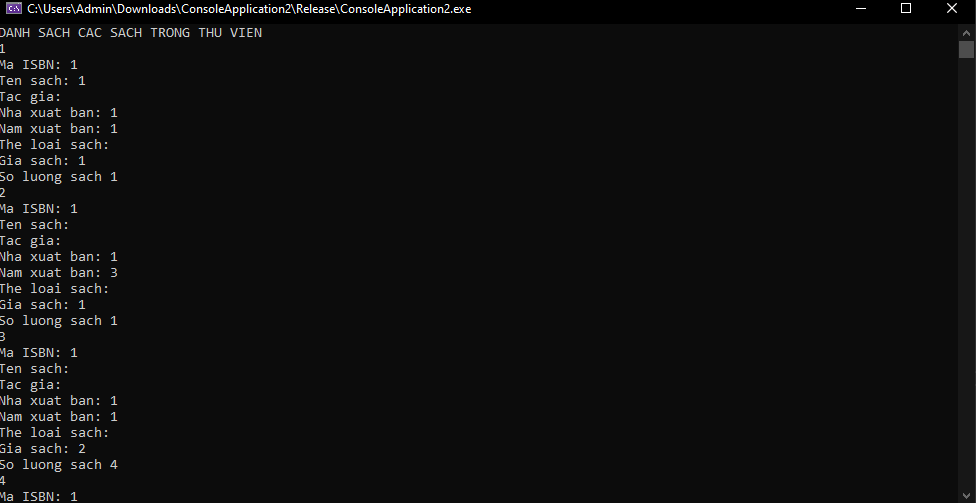 C:\Users\Admin\Downloads\ConsoleApplication2\Release\ConsoleApplication2.exe
DANH SACH CAC SACH TRONG THU VIEN
1
Ma ISBN: 1
Ten sach: 1
Tac gia:
Nha xuat ban: 1
Nam xuat ban: 1
The loai sach:
Gia sach: 1
So luong sach 1
2
Ma ISBN: 1
Ten sach:
Tac gia:
Nha xuat ban: 1
Nam xuat ban: 3
The loai sach:
Gia sach: 1
So luong sach 1
3
Ma ISBN: 1
Ten sach:
Tac gia:
Nha xuat ban: 1
Nam xuat ban: 1
The loai sach:
Gia sach: 2
So luong sach 4
4
Ma ISBN: 1